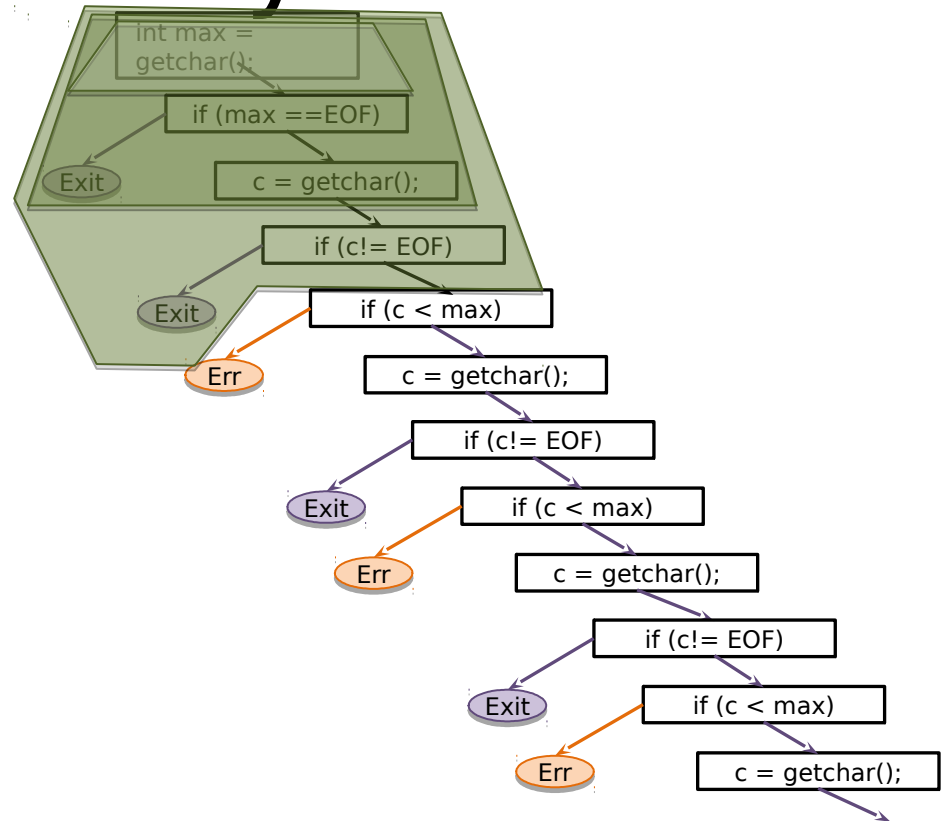 int max =
getchar();
if (max ==EOF)
Exit
c = getchar();
if (c!= EOF)
Exit
if (c < max)
Err
c = getchar();
if (c!= EOF)
Exit
if (c < max)
Err
c = getchar();
if (c!= EOF)
Exit
if (c < max)
Err
c = getchar();